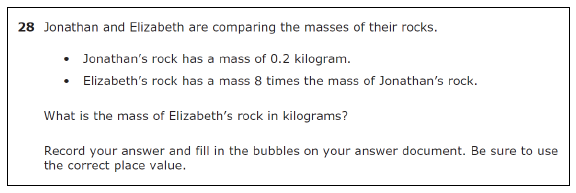 28 Jonathan and Elizabeth are comparing the masses of their rocks.
• Jonathan's rock has a mass of 0.2 kilogram.
• Elizabeth's rock has a mass 8 times the mass of Jonathan's rock.
What is the mass of Elizabeth's rock in kilograms?
Record your answer and fill in the bubbles on your answer document. Be sure to use
the correct place value.